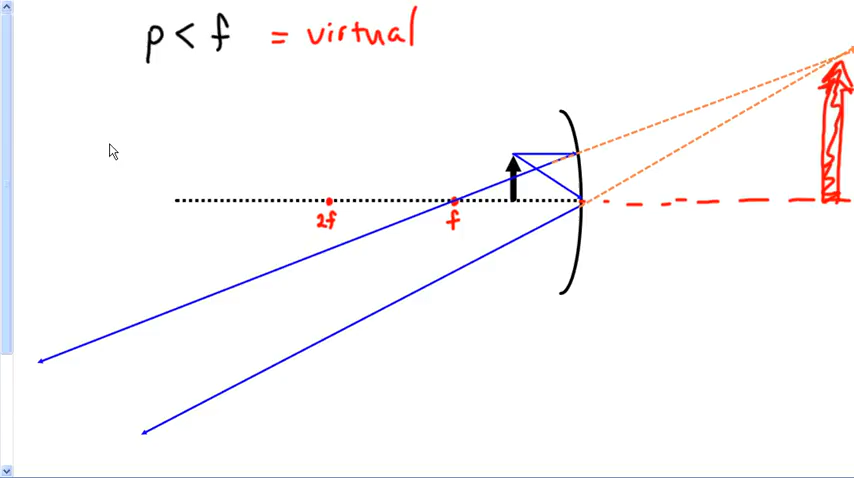 p < f = virtual
2f f